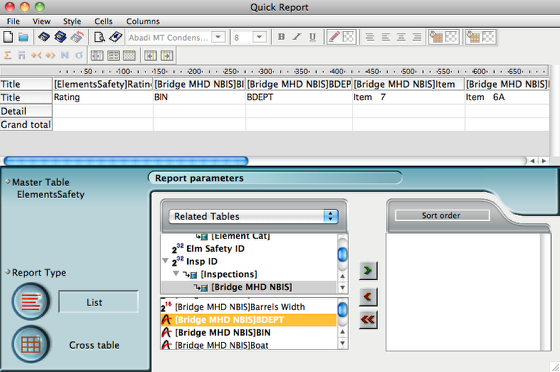 Quick Report
File View Style Cells Columns
Abadi MT Condens... 8 B I U
50 100 150 200 250 300 350 400 450 500 550 600 650
Title [ElementsSafety]Rating [Bridge MHD NBIS]BI [Bridge MHD NBIS]BDEPT [Bridge MHD NBIS]Item [Bridge MHD NBIS]
Title Rating BIN BDEPT Item 7 Item 6A
Detail
Grand total
Master Table
ElementsSafety
Report parameters
Related Tables
[Element Cat]
Elm Safety ID
Insp ID
[Inspections]
[Bridge MHD NBIS]
[Bridge MHD NBIS]Barrels Width
[Bridge MHD NBIS]BDEPT
[Bridge MHD NBIS]BIN
[Bridge MHD NBIS]Boat
Sort order
Report Type
List
Cross table